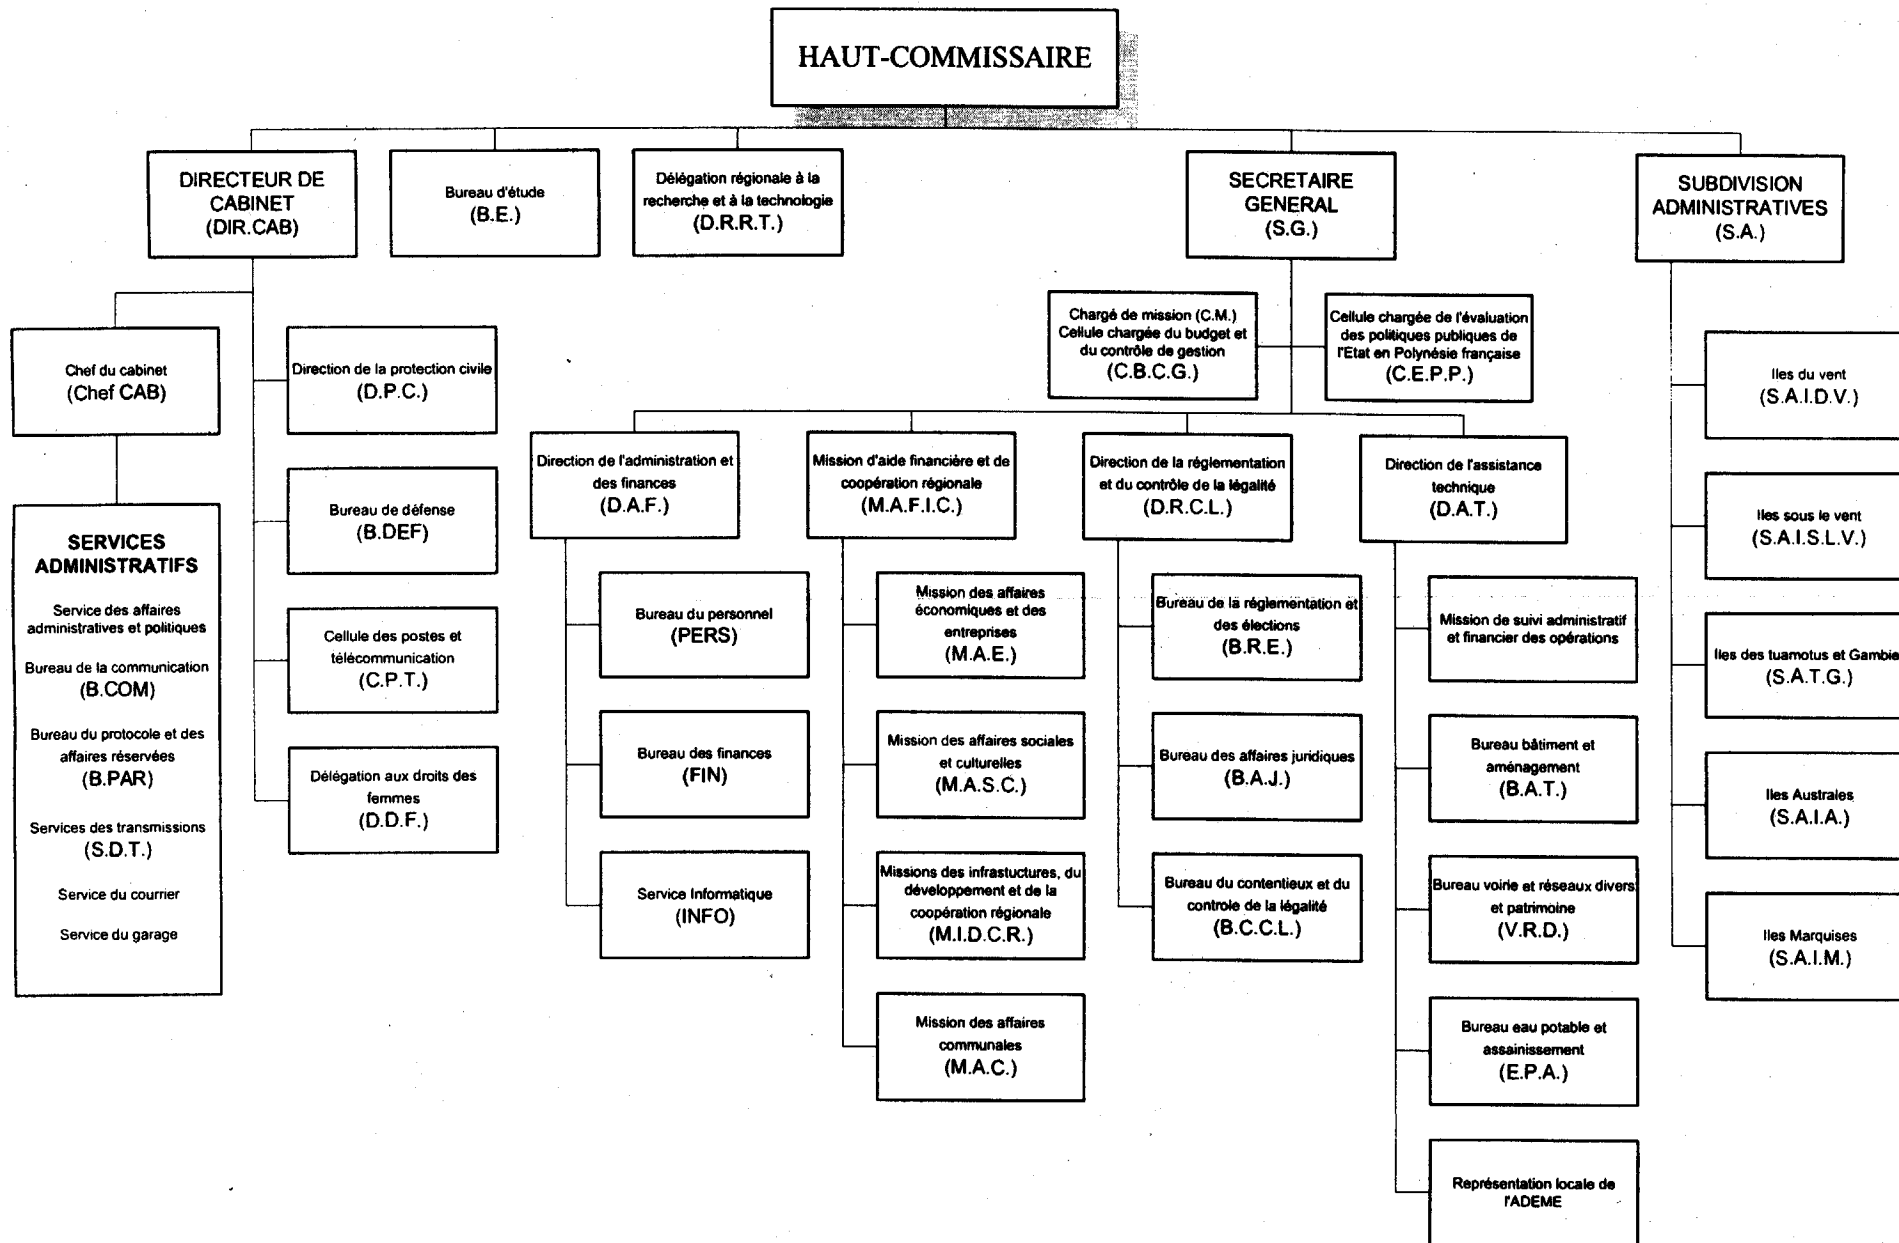 HAUT-COMMISSAIRE
DIRECTEUR DE
CABINET
(DIR.CAB)
Bureau d'étude
(B.E.)
Délégation régionale à la
recherche et à la technologie
(D.R.R.T.)
SECRETAIRE
GENERAL
(S.G.)
SUBDIVISION
ADMINISTRATIVES
(S.A.)
Chef du cabinet
(Chef CAB)
SERVICES
ADMINISTRATIFS
Service des affaires
administratives et politiques
Bureau de la communication
(B.COM)
Bureau du protocole et des
affaires réservées
(B.PAR)
Services des transmissions
(S.D.T.)
Service du courrier
Service du garage
Direction de la protection civile
(D.P.C.)
Bureau de défense
(B.DEF)
Cellule des postes et
télécommunication
(C.P.T.)
Délégation aux droits des
femmes
(D.D.F.)
Chargé de mission (C.M.)
Cellule chargée du budget et
du contrôle de gestion
(C.B.C.G.)
Cellule chargée de l'évaluation
des politiques publiques de
l'Etat en Polynésie française
(C.E.P.P.)
Direction de l'administration et
des finances
(D.A.F.)
Bureau du personnel
(PERS)
Bureau des finances
(FIN)
Service Informatique
(INFO)
Mission d'aide financière et de
coopération régionale
(M.A.F.I.C.)
Mission des affaires
économiques et des
entreprises
(M.A.E.)
Mission des affaires sociales
et culturelles
(M.A.S.C.)
Missions des infrastuctures, du
développement et de la
coopération régionale
(M.I.D.C.R.)
Mission des affaires
communales
(M.A.C.)
Direction de la réglementation
et du contrôle de la légalité
(D.R.C.L.)
Bureau de la réglementation et
des élections
(B.R.E.)
Bureau des affaires juridiques
(B.A.J.)
Bureau du contentieux et du
controle de la légalité
(B.C.C.L.)
Direction de l'assistance
technique
(D.A.T.)
Mission de suivi administratif
et financier des opérations
Bureau bâtiment et
aménagement
(B.A.T.)
Bureau voirie et réseaux divers
et patrimoine
(V.R.D.)
Bureau eau potable et
assainissement
(E.P.A.)
Représentation locale de
l'ADEME
Iles du vent
(S.A.I.D.V.)
Iles sous le vent
(S.A.I.S.L.V.)
Iles des tuamotus et Gambie
(S.A.T.G.)
Iles Australes
(S.A.I.A.)
Iles Marquises
(S.A.I.M.)